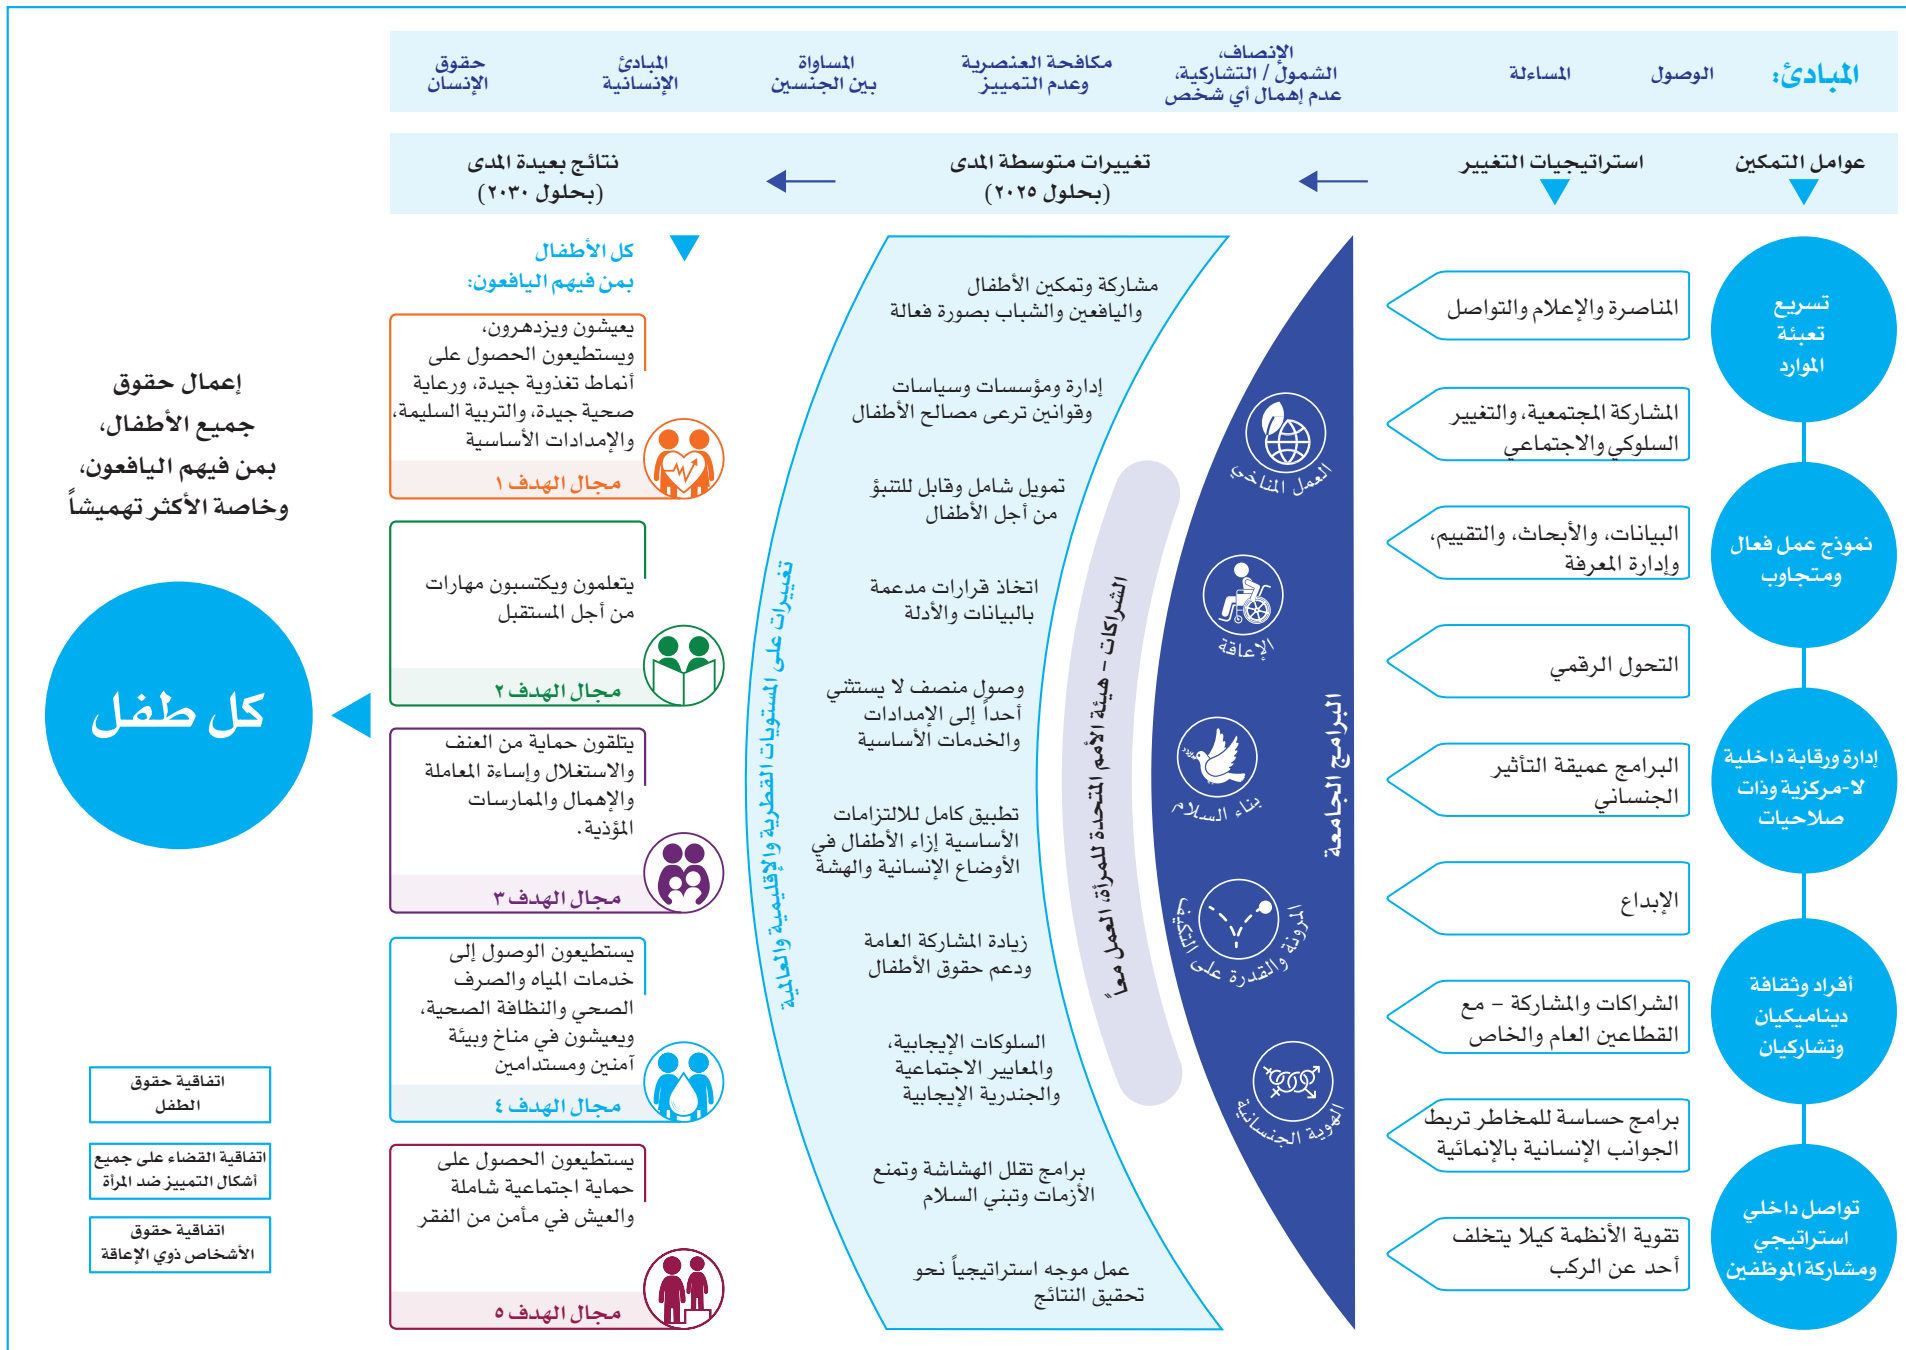 المبادئ:
الوصول
المساءلة
الإنصاف،
الشمول / التشاركية،
عدم إهمال أي شخص
مكافحة العنصرية
وعدم التمييز
المساواة
بين الجنسين
المبادئ
الإنسانية
حقوق
الإنسان
عوامل التمكين
استراتيجيات التغيير
تغييرات متوسطة المدى
(بحلول ٢٠٢٥)
نتائج بعيدة المدى
(بحلول ٢٠٣٠)
تسريع
تعبئة
الموارد
نموذج عمل فعال
ومتجاوب
إدارة ورقابة داخلية
لا-مركزية وذات
صلاحيات
أفراد وثقافة
ديناميكيان
وتشاركيان
تواصل داخلي
استراتيجي
ومشاركة الموظفين
المناصرة والإعلام والتواصل
المشاركة المجتمعية، والتغيير
السلوكي والاجتماعي
البيانات، والأبحاث، والتقييم،
وإدارة المعرفة
التحول الرقمي
البرامج عميقة التأثير
الجنساني
الإبداع
الشراكات والمشاركة – مع
القطاعين العام والخاص
برامج حساسة للمخاطر تربط
الجوانب الإنسانية بالإنمائية
تقوية الأنظمة كيلا يتخلف
أحد عن الركب
البرامج الجامعة
العمل المناخي
الإعاقة
بناء السلام
المرونة والقدرة على التكيف
الهوية الجنسانية
الشراكات – هيئة الأمم المتحدة للمرأة، العمل معاً
مشاركة وتمكين الأطفال
واليافعين والشباب بصورة فعالة
إدارة ومؤسسات وسياسات
وقوانين ترعى مصالح الأطفال
تمويل شامل وقابل للتنبؤ
من أجل الأطفال
اتخاذ قرارات مدعمة
بالبيانات والأدلة
وصول منصف لا يستثني
أحداً إلى الإمدادات
والخدمات الأساسية
تطبيق كامل للالتزامات
الأساسية إزاء الأطفال في
الأوضاع الإنسانية والهشة
زيادة المشاركة العامة
ودعم حقوق الأطفال
السلوكات الإيجابية،
والمعايير الاجتماعية
والجندرية الإيجابية
برامج تقلل الهشاشة وتمنع
الأزمات وتبني السلام
عمل موجه استراتيجياً نحو
تحقيق النتائج
تغييرات على المستويات القطرية والإقليمية والعالمية
كل الأطفال
بمن فيهم اليافعون:
يعيشون ويزدهرون،
ويستطيعون الحصول على
أنماط تغذوية جيدة، ورعاية
صحية جيدة، والتربية السليمة،
والإمدادات الأساسية
مجال الهدف ١
يتعلمون ويكتسبون مهارات
من أجل المستقبل
مجال الهدف ٢
يتلقون حماية من العنف
والاستغلال وإساءة المعاملة
والإهمال والممارسات
المؤذية.
مجال الهدف ٣
يستطيعون الوصول إلى
خدمات المياه والصرف
الصحي والنظافة الصحية،
ويعيشون في مناخ وبيئة
آمنين ومستدامين
مجال الهدف ٤
يستطيعون الحصول على
حماية اجتماعية شاملة
والعيش في مأمن من الفقر
مجال الهدف ٥
إعمال حقوق
جميع الأطفال،
بمن فيهم اليافعون،
وخاصة الأكثر تهميشاً
كل طفل
اتفاقية حقوق
الطفل
اتفاقية القضاء على جميع
أشكال التمييز ضد المرأة
اتفاقية حقوق
الأشخاص ذوي الإعاقة